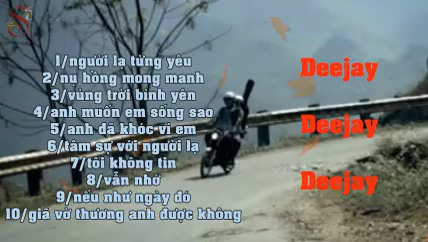 1/người lạ từng yêu
2/nụ hồng mong manh
3/vùng trời bình yên
4/anh muốn em sống sao
5/anh đã khóc vì em
6/tâm sự với người lạ
7/tôi không tin
8/vẫn nhớ
9/nếu như ngày đó
10/giả vờ thương anh được không
Deejay
Deejay
Deejay